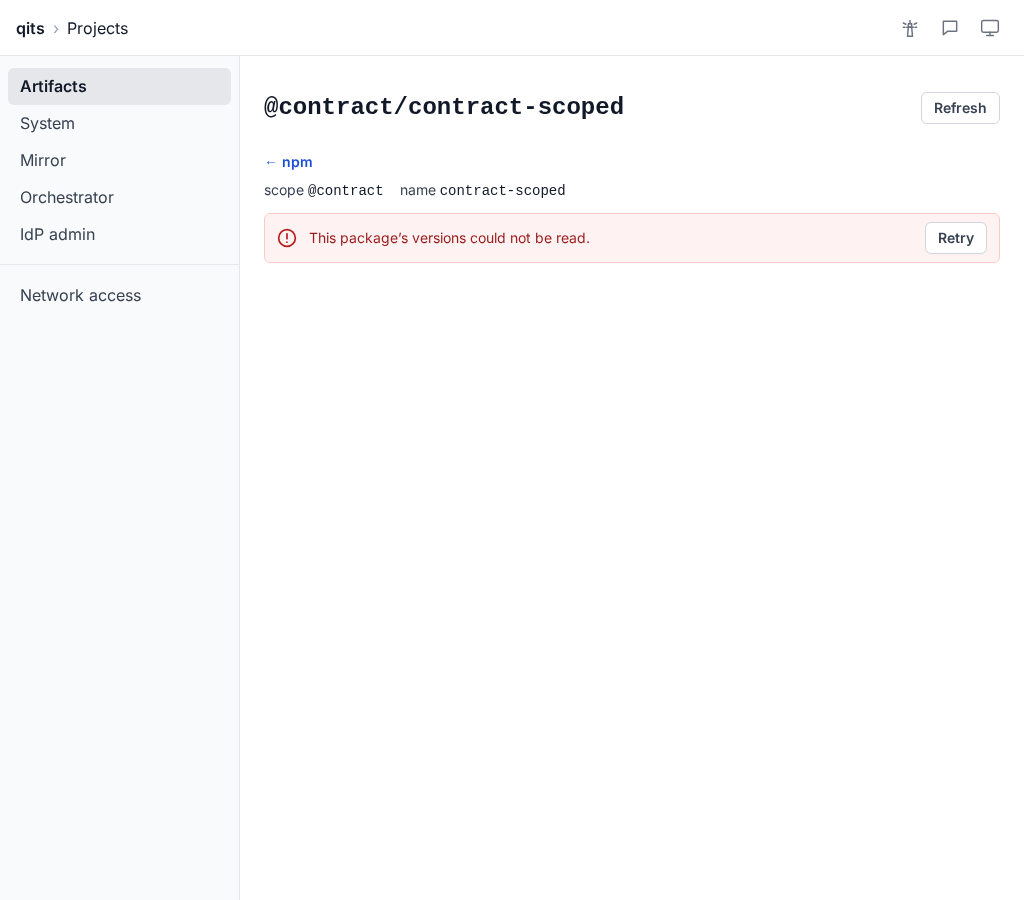 qits › Projects
Artifacts
System
Mirror
Orchestrator
IdP admin
Network access
@contract/contract-scoped
Refresh
← npm
scope @contract name contract-scoped
This package’s versions could not be read.
Retry